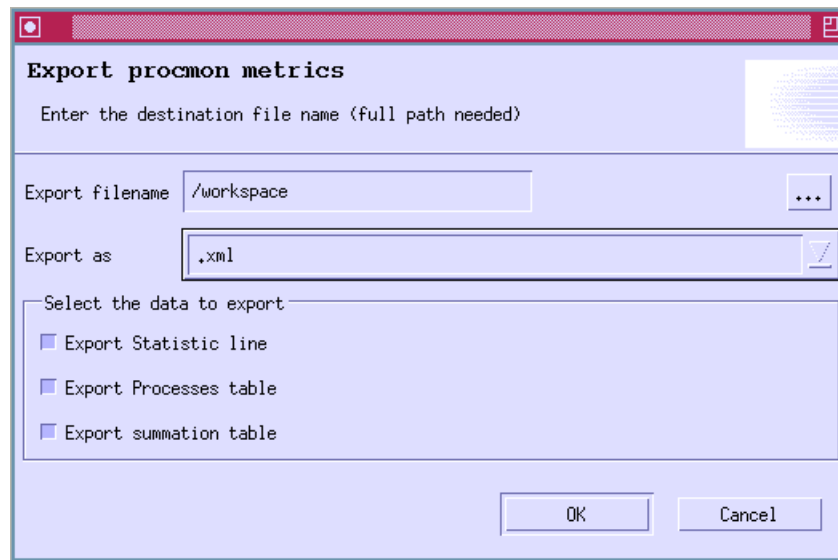 Export procmon metrics
Enter the destination file name (full path needed)
Export filename /workspace ...
Export as .xml
Select the data to export
Export Statistic line
Export Processes table
Export summation table
OK Cancel